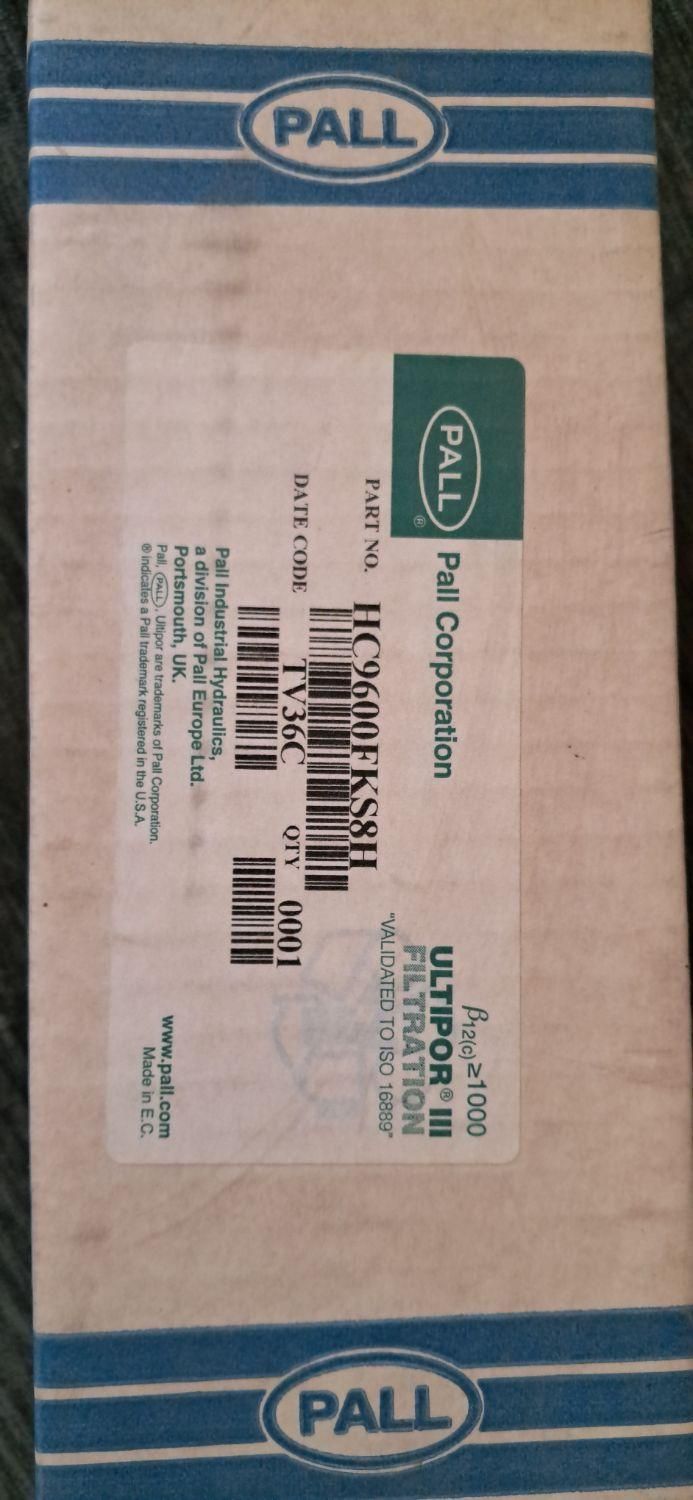 PALL
PALL ®
Pall Corporation
β12(c) ≥1000
ULTIPOR® III
FILTRATION
"VALIDATED TO ISO 16889"
PART NO. HC9600FKS8H
DATE CODE TV36C QTY 0001
Pall Industrial Hydraulics,
a division of Pall Europe Ltd.
Portsmouth, UK.
Pall, PALL, Ultipor are trademarks of Pall Corporation.
® indicates a Pall trademark registered in the U.S.A.
www.pall.com
Made in E.C.
PALL